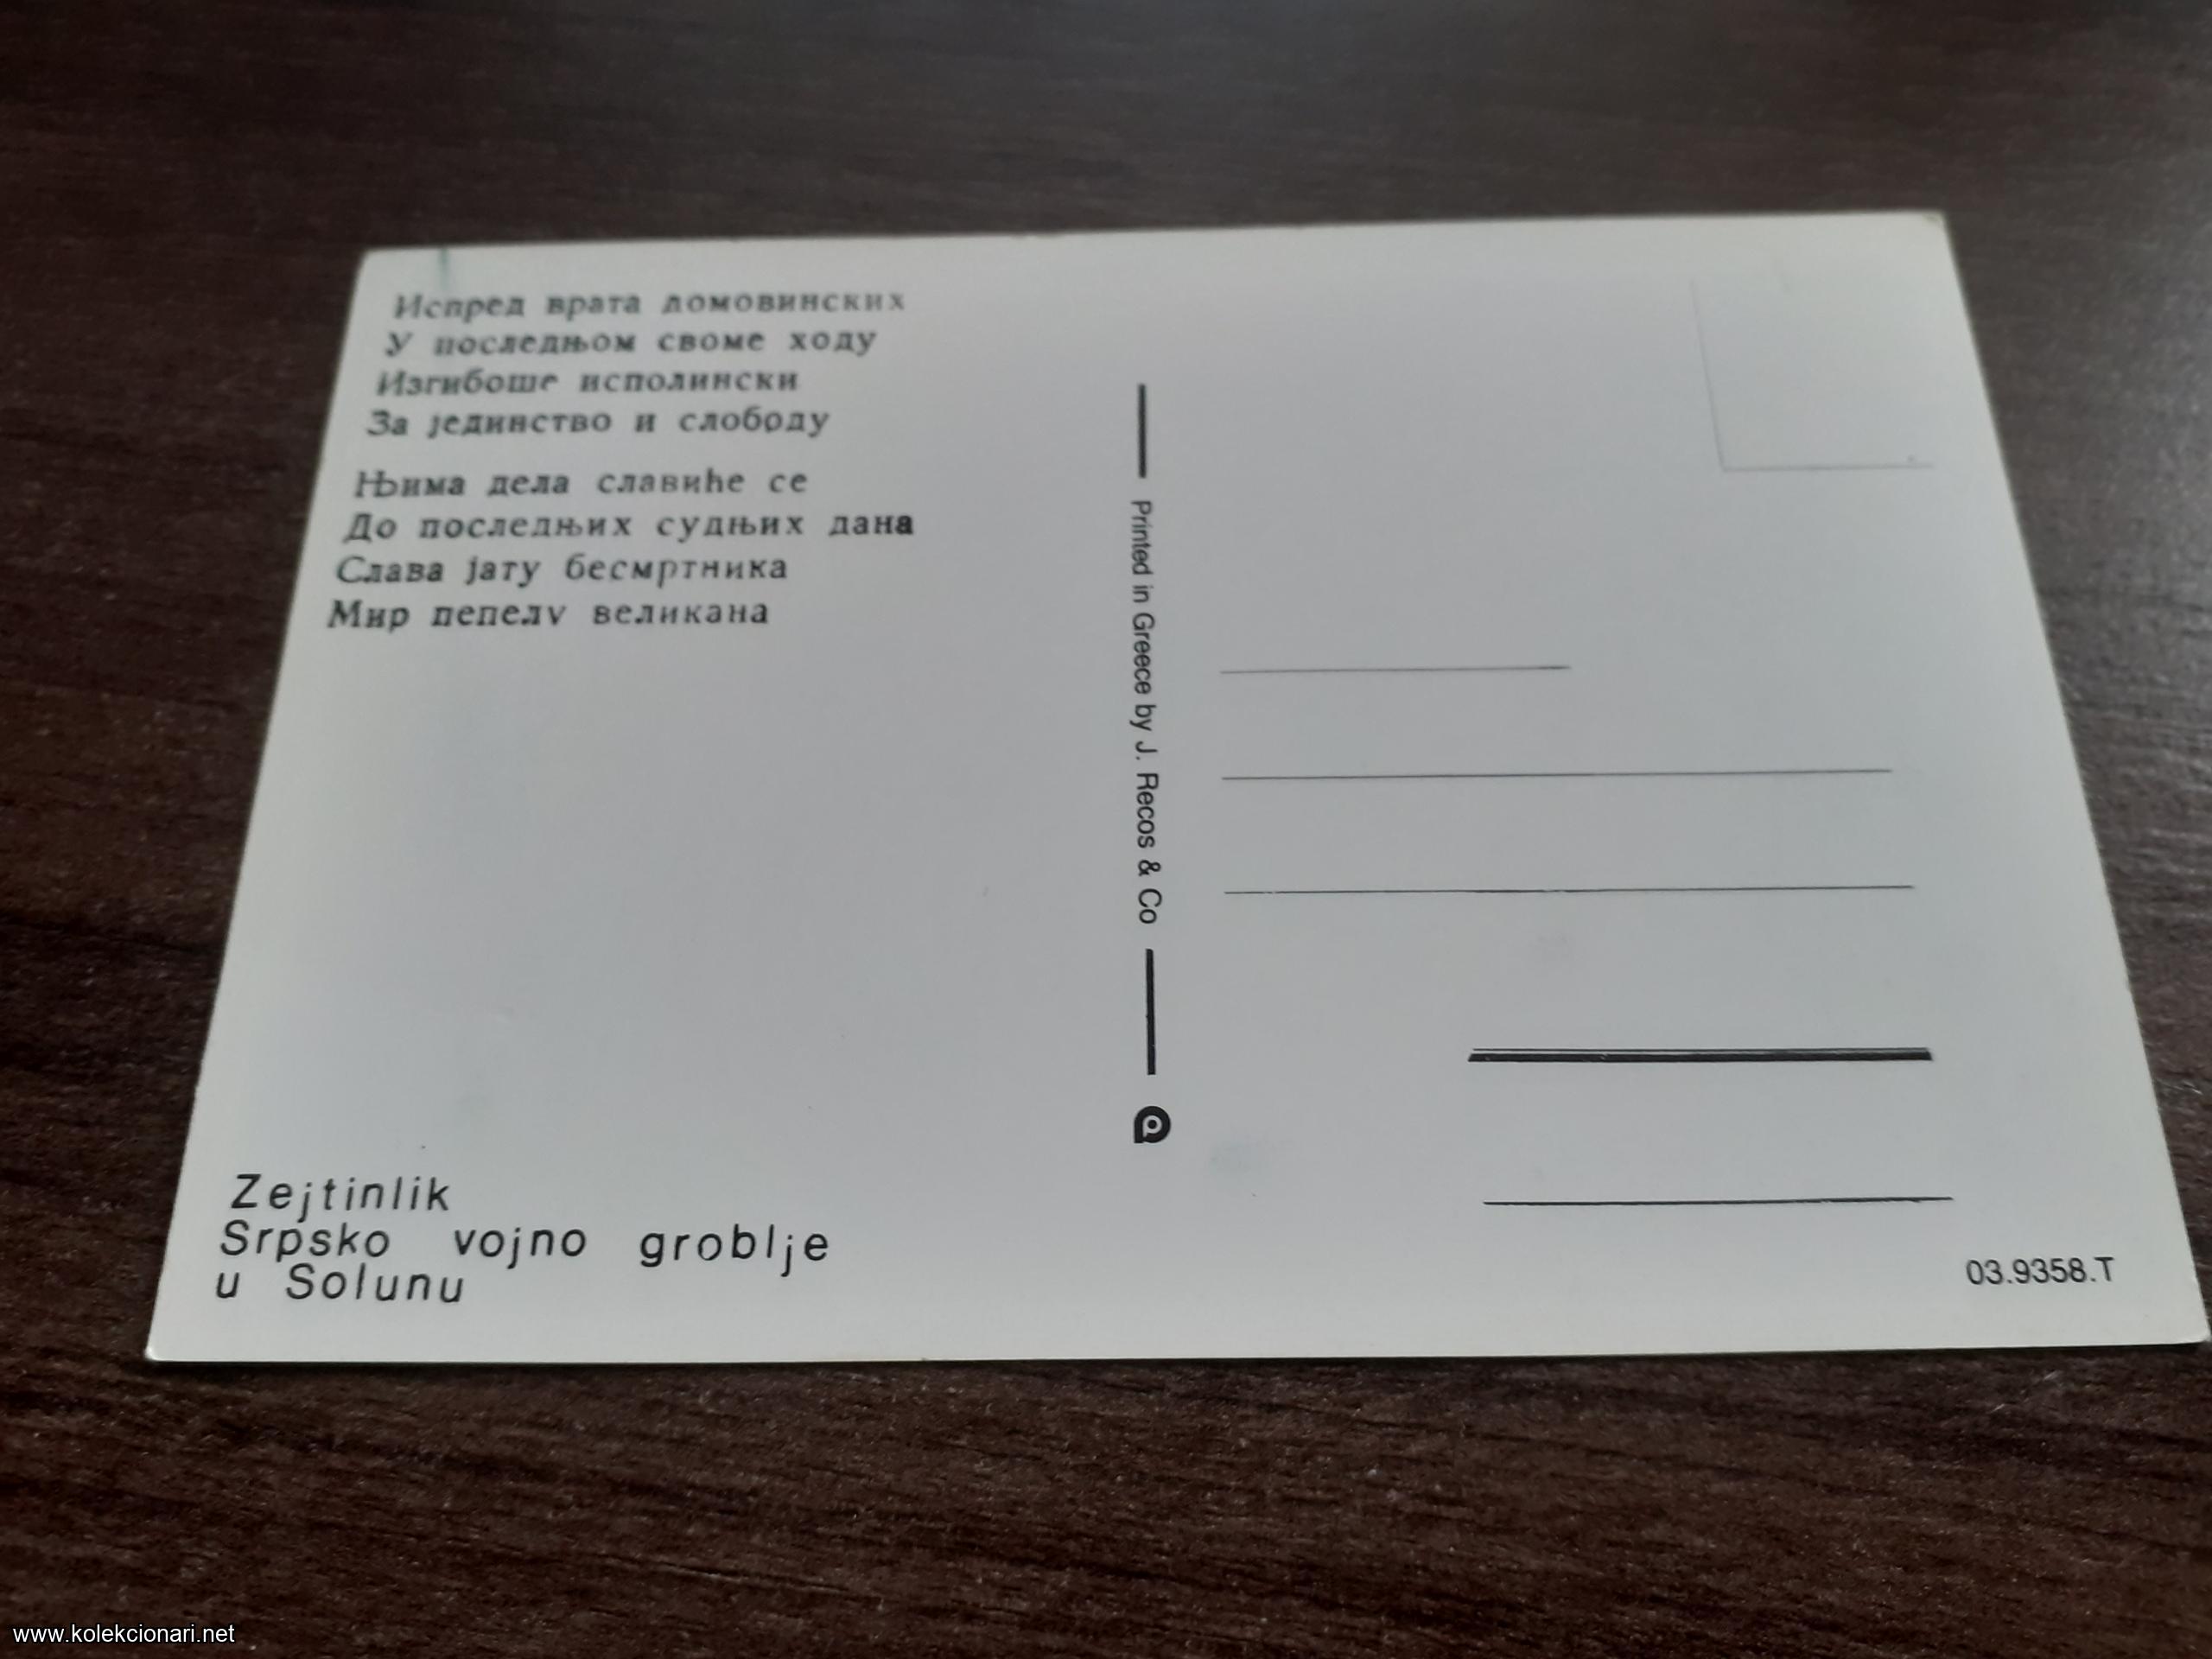 Испред врата домовинских
У последњом своме ходу
Изгибоше исполински
За јединство и слободу
Њима дела славиће се
До последњих судњих дана
Слава јату бесмртника
Мир пепелу великана
Zejtinlik
Srpsko vojno groblje
u Solunu
Printed in Greece by J. Recos & Co
03.9358.T
www.kolekcionari.net